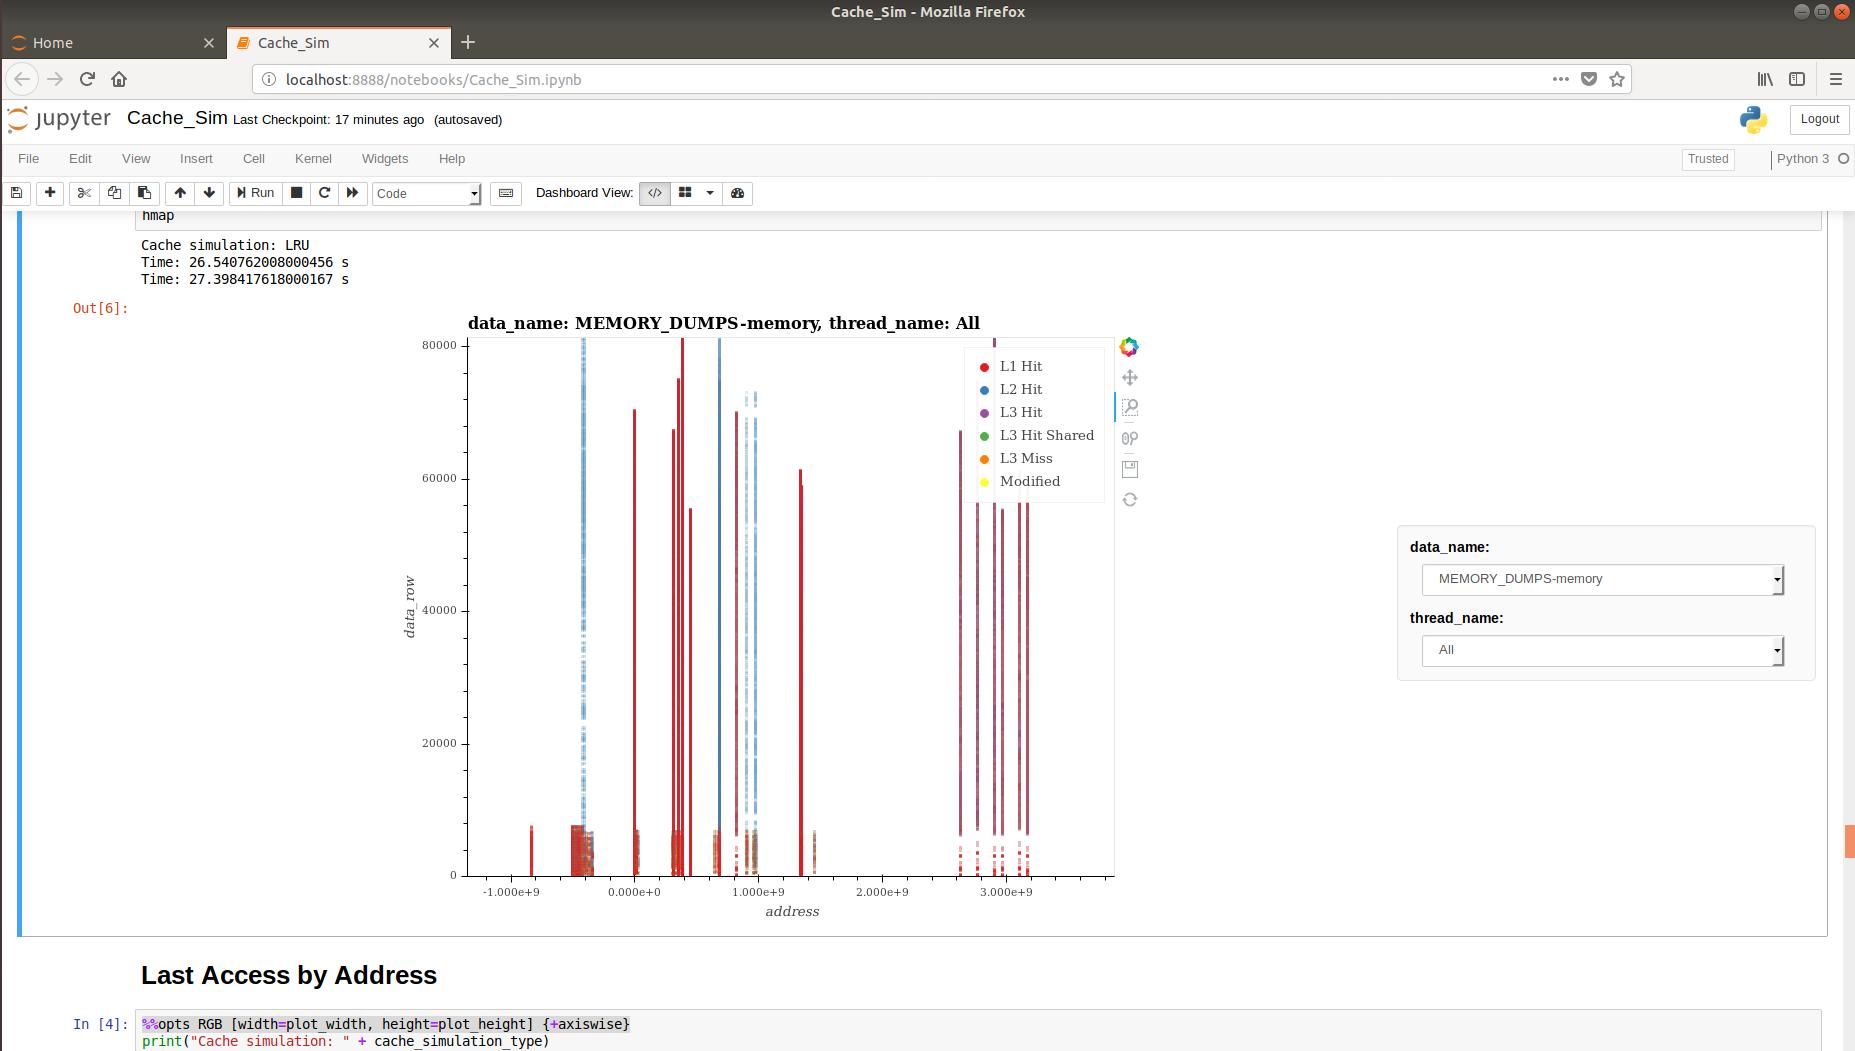 Cache_Sim - Mozilla Firefox
Home
Cache_Sim
localhost:8888/notebooks/Cache_Sim.ipynb
jupyter Cache_Sim Last Checkpoint: 17 minutes ago (autosaved)
Logout
File Edit View Insert Cell Kernel Widgets Help
Trusted
Python 3
Run
Code
Dashboard View:
hmap
Cache simulation: LRU
Time: 26.540762008000456 s
Time: 27.398417618000167 s
Out[6]:
data_name: MEMORY_DUMPS-memory, thread_name: All
80000
60000
40000
20000
0
data_row
L1 Hit
L2 Hit
L3 Hit
L3 Hit Shared
L3 Miss
Modified
-1.000e+9 0.000e+0 1.000e+9 2.000e+9 3.000e+9
address
data_name:
MEMORY_DUMPS-memory
thread_name:
All
Last Access by Address
In [4]:
%%opts RGB [width=plot_width, height=plot_height] {+axiswise}
print("Cache simulation: " + cache_simulation_type)